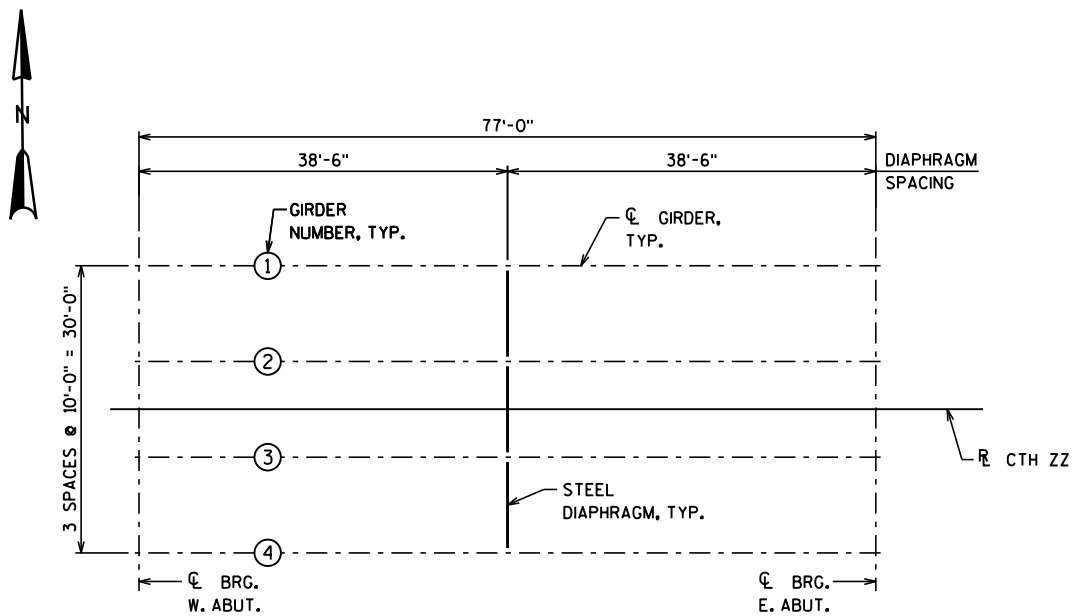 N
77'-0"
38'-6"
38'-6"
DIAPHRAGM
SPACING
GIRDER
NUMBER, TYP.
℄ GIRDER,
TYP.
1
2
3
4
3 SPACES @ 10'-0" = 30'-0"
STEEL
DIAPHRAGM, TYP.
RL CTH ZZ
℄ BRG.
W. ABUT.
℄ BRG.
E. ABUT.